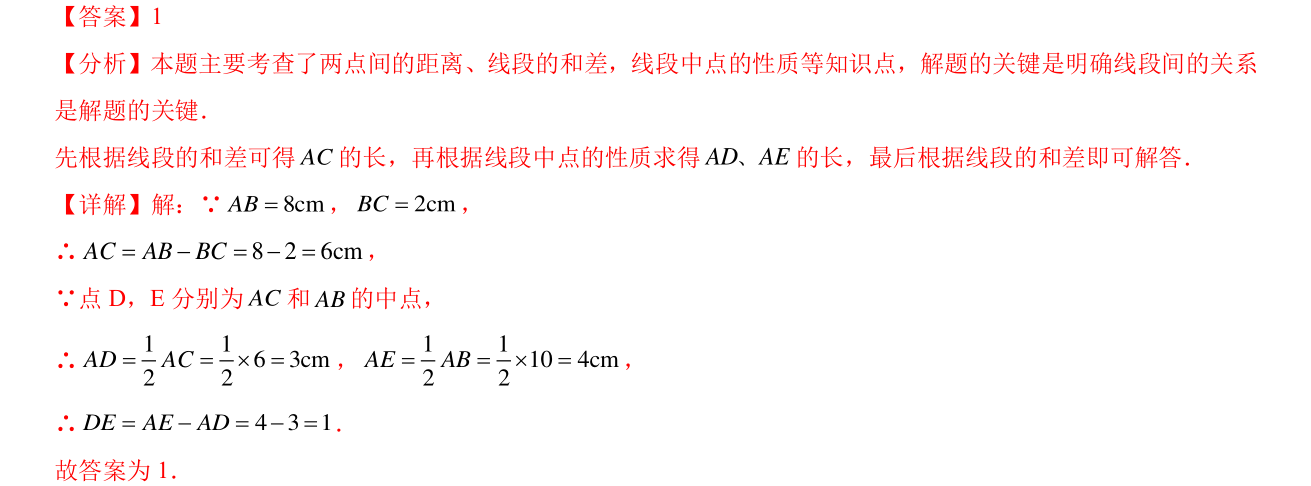 【答案】1
【分析】本题主要考查了两点间的距离、线段的和差，线段中点的性质等知识点，解题的关键是明确线段间的关系
是解题的关键．
先根据线段的和差可得 AC 的长，再根据线段中点的性质求得 AD、AE 的长，最后根据线段的和差即可解答．
【详解】解：∵ AB = 8cm ， BC = 2cm ，
∴ AC = AB − BC = 8 − 2 = 6cm ，
∵点 D，E 分别为 AC 和 AB 的中点，
∴ AD = 1/2 AC = 1/2 × 6 = 3cm ， AE = 1/2 AB = 1/2 × 10 = 4cm ，
∴ DE = AE − AD = 4 − 3 = 1．
故答案为 1．